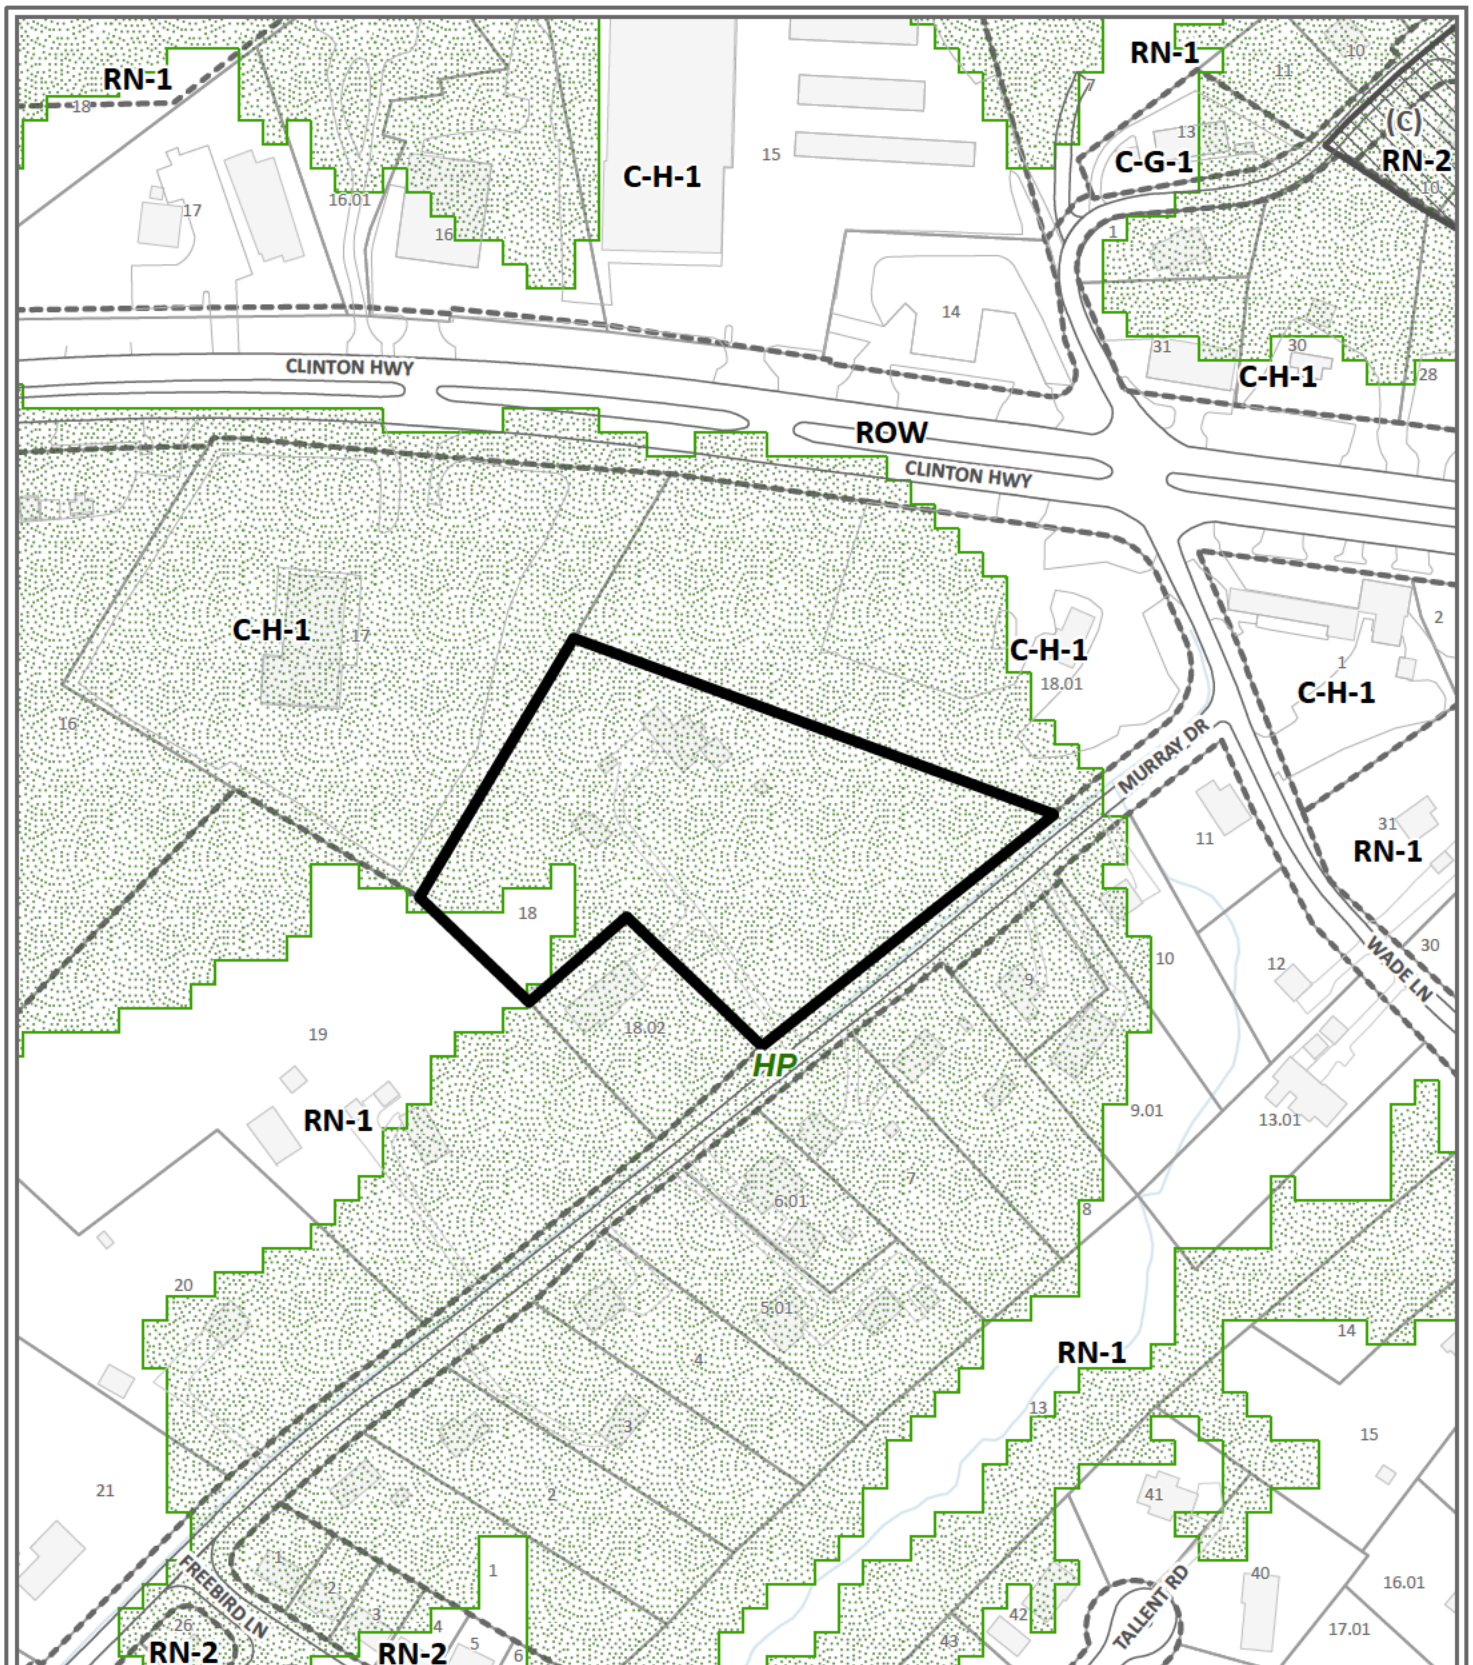 RN-1
10
RN-1
11
7
18
(C)
13
C-G-1
RN-2
15
C-H-1
10
16.01
17
16
1
14
31
30
CLINTON HWY
C-H-1
28
ROW
CLINTON HWY
2
C-H-1
17
C-H-1
1
18.01
C-H-1
16
MURRAY DR
11
31
RN-1
18
30
10
12
WADE LN
9
18.02
19
HP
RN-1
9.01
13.01
7
6.01
8
20
5.01
14
RN-1
4
13
3
15
21
2
41
1
1
40
FREEBIRD LN
2
16.01
TALLENT RD
3
42
26
4
17.01
5
43
RN-2
RN-2
6